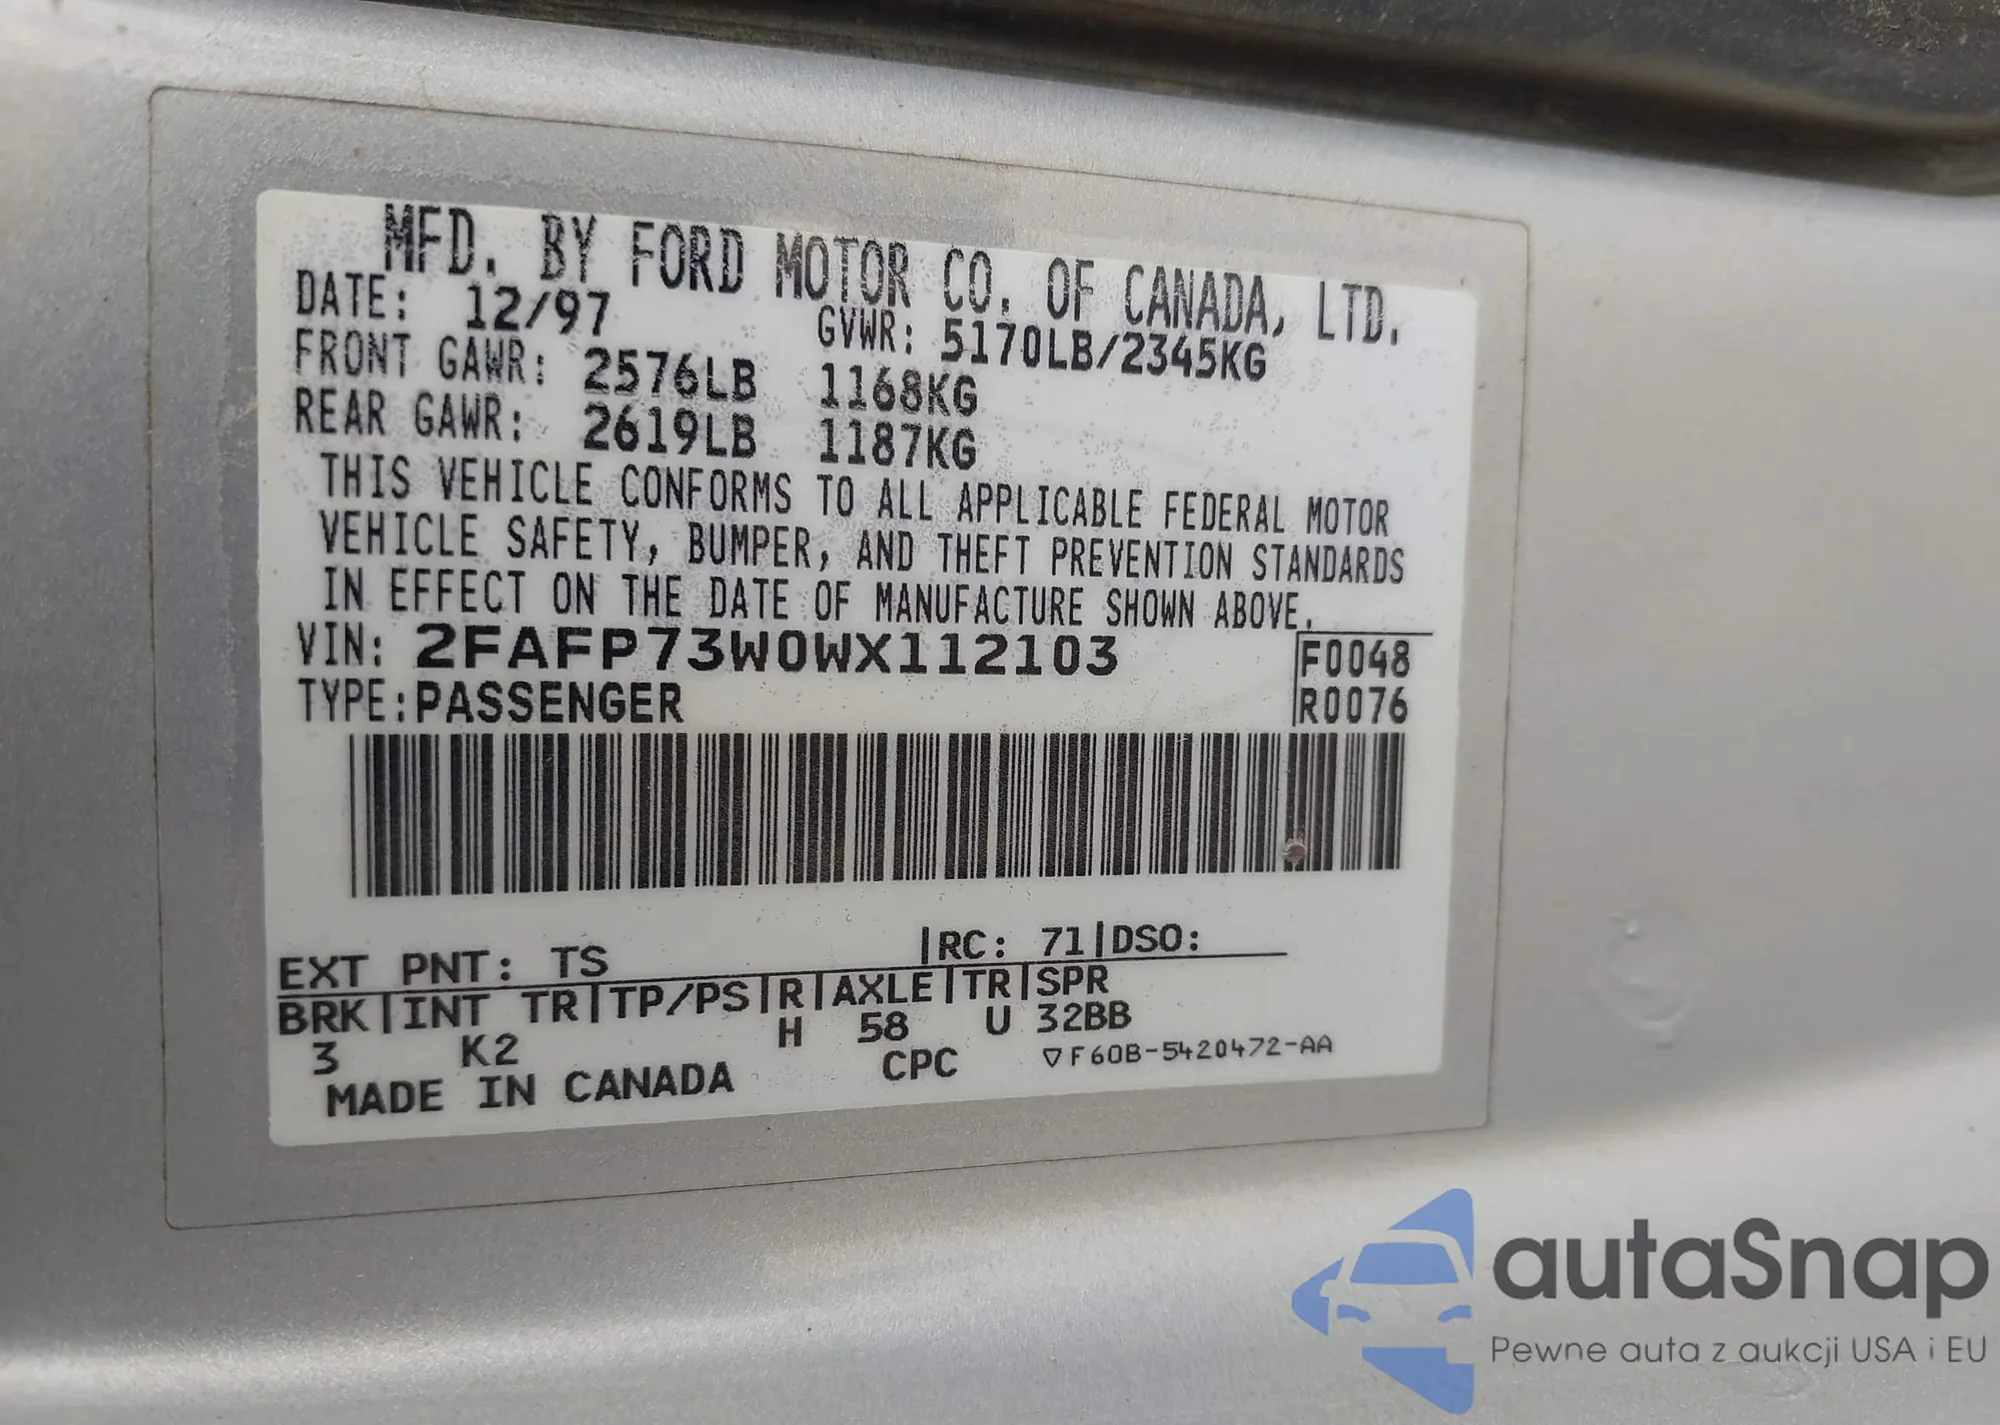 MFD. BY FORD MOTOR CO. OF CANADA, LTD.
DATE: 12/97 GVWR: 5170LB/2345KG
FRONT GAWR: 2576LB 1168KG
REAR GAWR: 2619LB 1187KG
THIS VEHICLE CONFORMS TO ALL APPLICABLE FEDERAL MOTOR
VEHICLE SAFETY, BUMPER, AND THEFT PREVENTION STANDARDS
IN EFFECT ON THE DATE OF MANUFACTURE SHOWN ABOVE.
VIN: 2FAFP73W0WX112103 F0048
TYPE:PASSENGER R0076
EXT PNT: TS |RC: 71|DSO:
BRK|INT TR|TP/PS|R|AXLE|TR|SPR
3 K2 H 58 U 32BB
MADE IN CANADA CPC ▽F60B-5420472-AA
autaSnap
Pewne auta z aukcji USA i EU